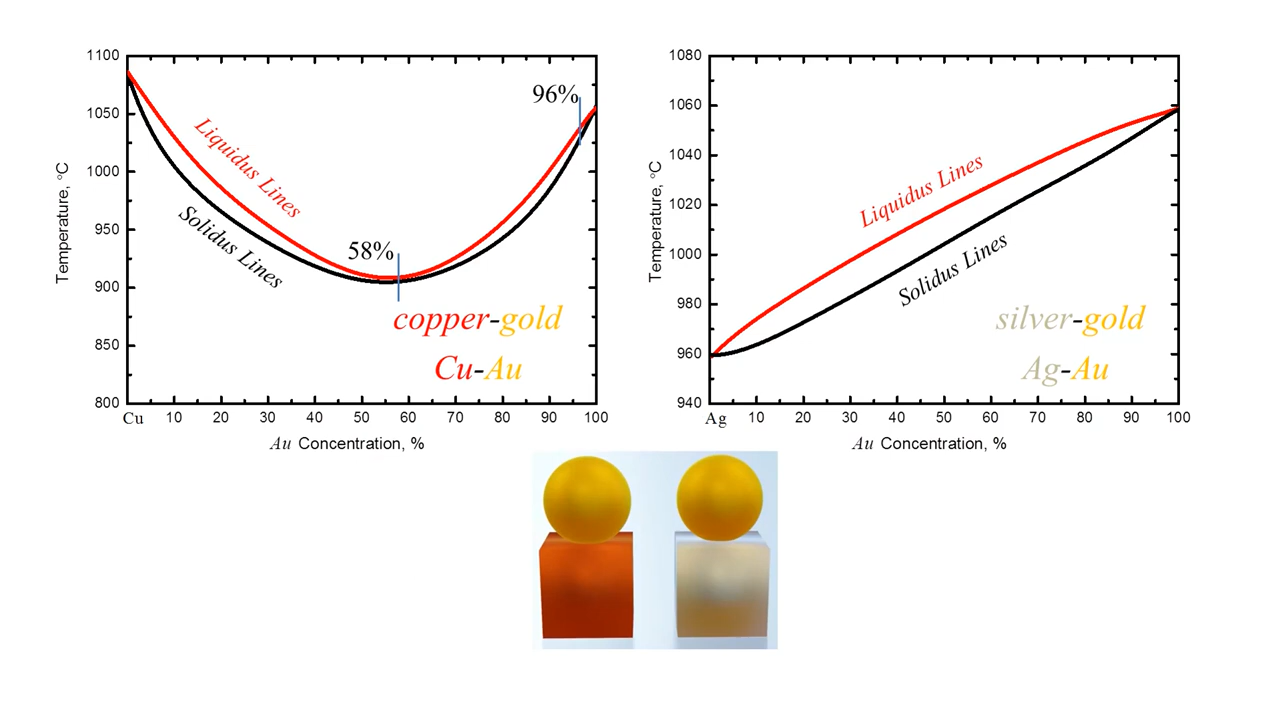 1100
1050
1000
950
900
850
800
Temperature, °C
Liquidus Lines
Solidus Lines
58%
96%
copper-gold
Cu-Au
Cu 10 20 30 40 50 60 70 80 90 100
Au Concentration, %
1080
1060
1040
1020
1000
980
960
940
Temperature, °C
Liquidus Lines
Solidus Lines
silver-gold
Ag-Au
Ag 10 20 30 40 50 60 70 80 90 100
Au Concentration, %